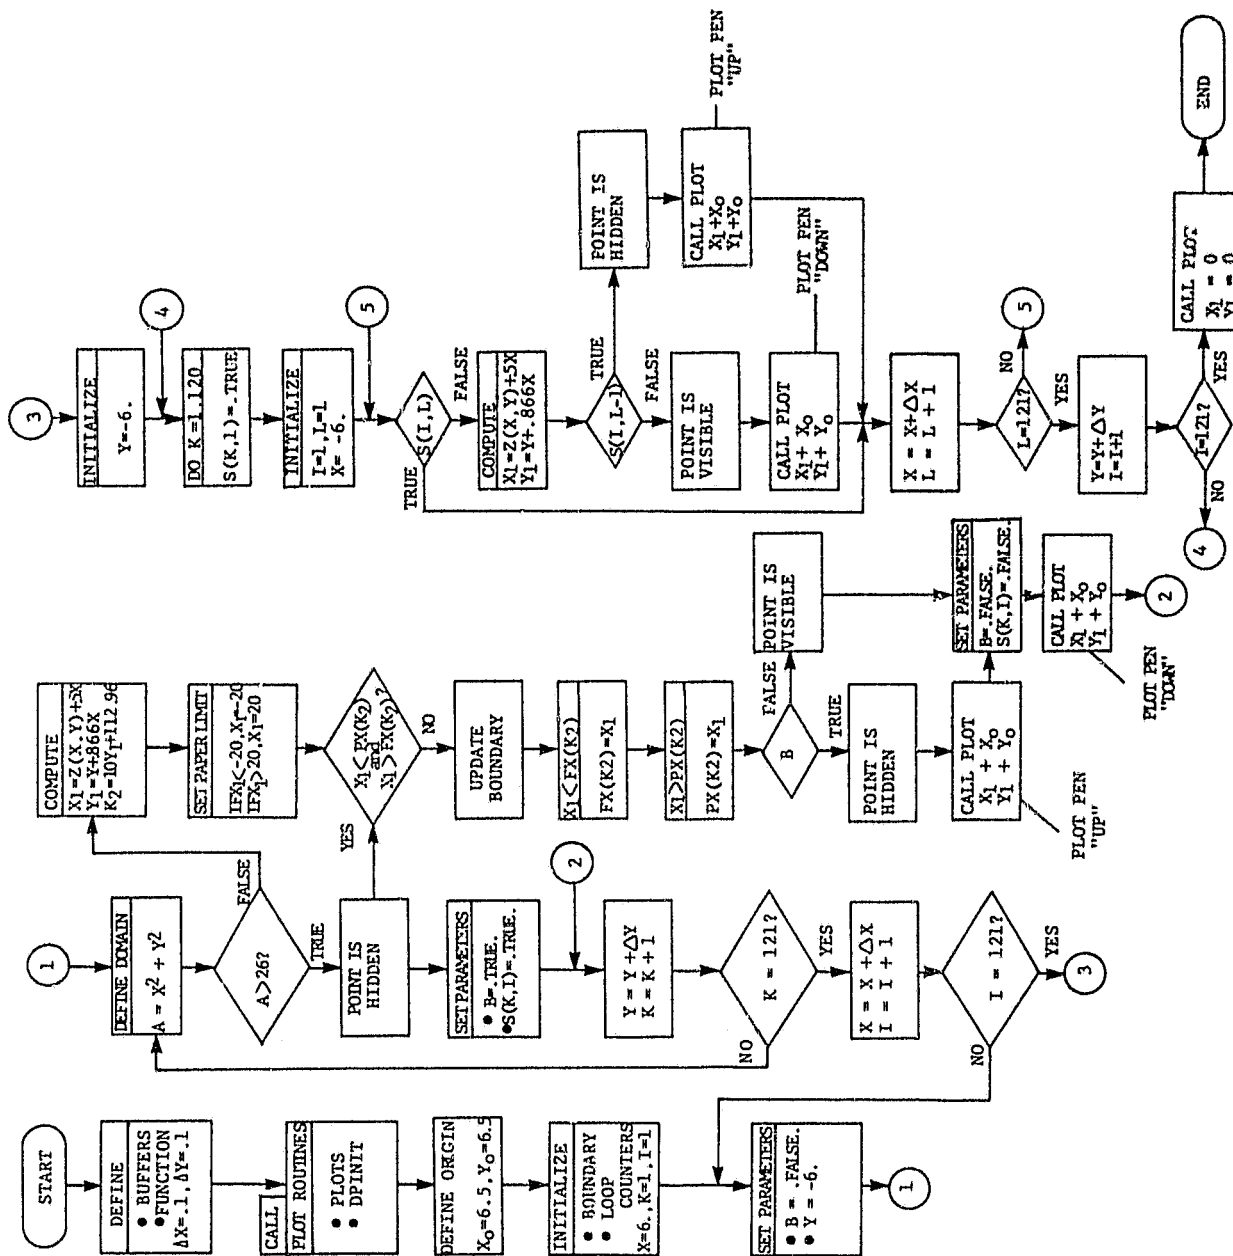 START
DEFINE
● BUFFERS
●FUNCTION
ΔX=.1, ΔY=.1
CALL
PLOT ROUTINES
● PLOTS
● DPINIT
DEFINE ORIGIN
X₀=6.5, Y₀=6.5
INITIALIZE
● BOUNDARY
● LOOP
COUNTERS
X=6., K=1, I=1
SET PARAMETERS
● B = .FALSE.
● Y = -6.
1
1
DEFINE DOMAIN
A = X² + Y²
A > 26?
FALSE
TRUE
POINT IS
HIDDEN
SET PARAMETERS
● B=.TRUE.
●S(K,I)=.TRUE.
2
Y = Y +ΔY
K = K + 1
K = 121?
NO
YES
X = X +ΔX
I = I + 1
I = 121?
NO
YES
3
COMPUTE
X₁=Z(X,Y)+5X
Y₁=Y+.866X
K₂=10Y₁+112.96
SET PAPER LIMIT
IFX₁<-20,X₁=-20
IFX₁>20,X₁=20
X₁< PX(K₂)
and
X₁> FX(K₂)?
YES
NO
UPDATE
BOUNDARY
X₁<FX(K2)
FX(K2)=X₁
X₁>PX(K2)
PX(K2)=X₁
B
FALSE
TRUE
POINT IS
VISIBLE
POINT IS
HIDDEN
CALL PLOT
X₁ + X₀
Y₁ + Y₀
PLOT PEN
"UP"
SET PARAMETERS
B=.FALSE.
S(K,I)=.FALSE.
CALL PLOT
X₁ + X₀
Y₁ + Y₀
PLOT PEN
"DOWN"
2
3
INITIALIZE
Y=-6.
4
DO K=1,120
S(K,1)=.TRUE
INITIALIZE
I=1,L=1
X= -6.
5
S(I,L)
TRUE
FALSE
COMPUTE
X₁=Z(X,Y)+5X
Y₁=Y+.866X
S(I,L-1)
TRUE
FALSE
POINT IS
HIDDEN
CALL PLOT
X₁+X₀
Y₁+Y₀
PLOT PEN
"UP"
POINT IS
VISIBLE
CALL PLOT
X₁+ X₀
Y₁+ Y₀
PLOT PEN
"DOWN"
X = X+ΔX
L = L + 1
L=121?
NO
5
YES
Y=Y+ΔY
I=I+1
I=121?
NO
4
YES
CALL PLOT
X₁ = 0
Y₁ = 0
END